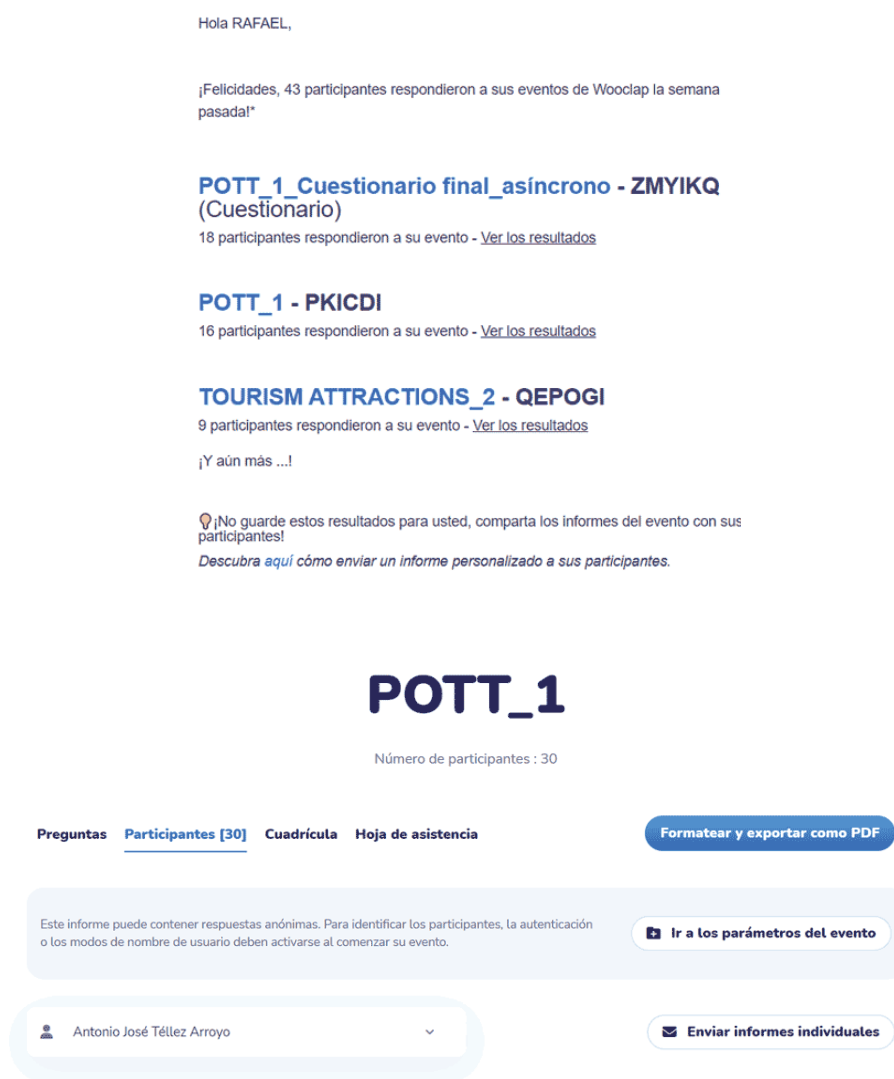 Hola RAFAEL,
¡Felicidades, 43 participantes respondieron a sus eventos de Wooclap la semana
pasada!*
POTT_1_Cuestionario final_asíncrono - ZMYIKQ
(Cuestionario)
18 participantes respondieron a su evento - Ver los resultados
POTT_1 - PKICDI
16 participantes respondieron a su evento - Ver los resultados
TOURISM ATTRACTIONS_2 - QEPOGI
9 participantes respondieron a su evento - Ver los resultados
¡Y aún más ...!
¡No guarde estos resultados para usted, comparta los informes del evento con sus
participantes!
Descubra aquí cómo enviar un informe personalizado a sus participantes.
POTT_1
Número de participantes : 30
Preguntas Participantes [30] Cuadrícula Hoja de asistencia Formatear y exportar como PDF
Este informe puede contener respuestas anónimas. Para identificar los participantes, la autenticación
o los modos de nombre de usuario deben activarse al comenzar su evento.
Ir a los parámetros del evento
Antonio José Téllez Arroyo
Enviar informes individuales